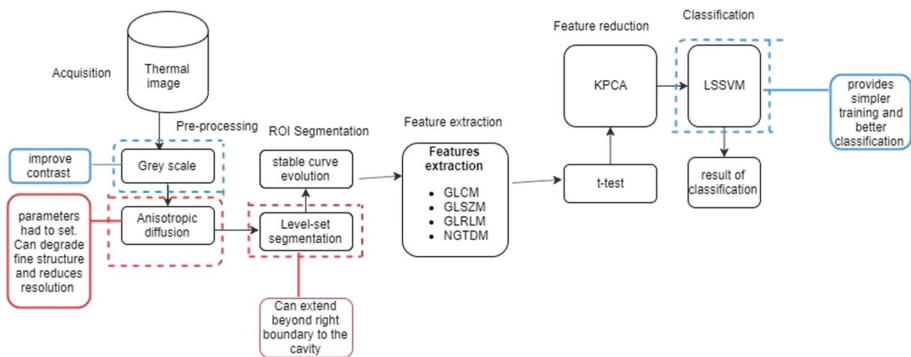 Acquisition
Thermal
image
Pre-processing
improve
contrast
Grey scale
parameters
had to set.
Can degrade
fine structure
and reduces
resolution
Anisotropic
diffusion
ROI Segmentation
stable curve
evolution
Level-set
segmentation
Can extend
beyond right
boundary to the
cavity
Feature extraction
Features
extraction
• GLCM
• GLSZM
• GLRLM
• NGTDM
Feature reduction
KPCA
t-test
Classification
LSSVM
result of
classification
provides
simpler
training and
better
classification